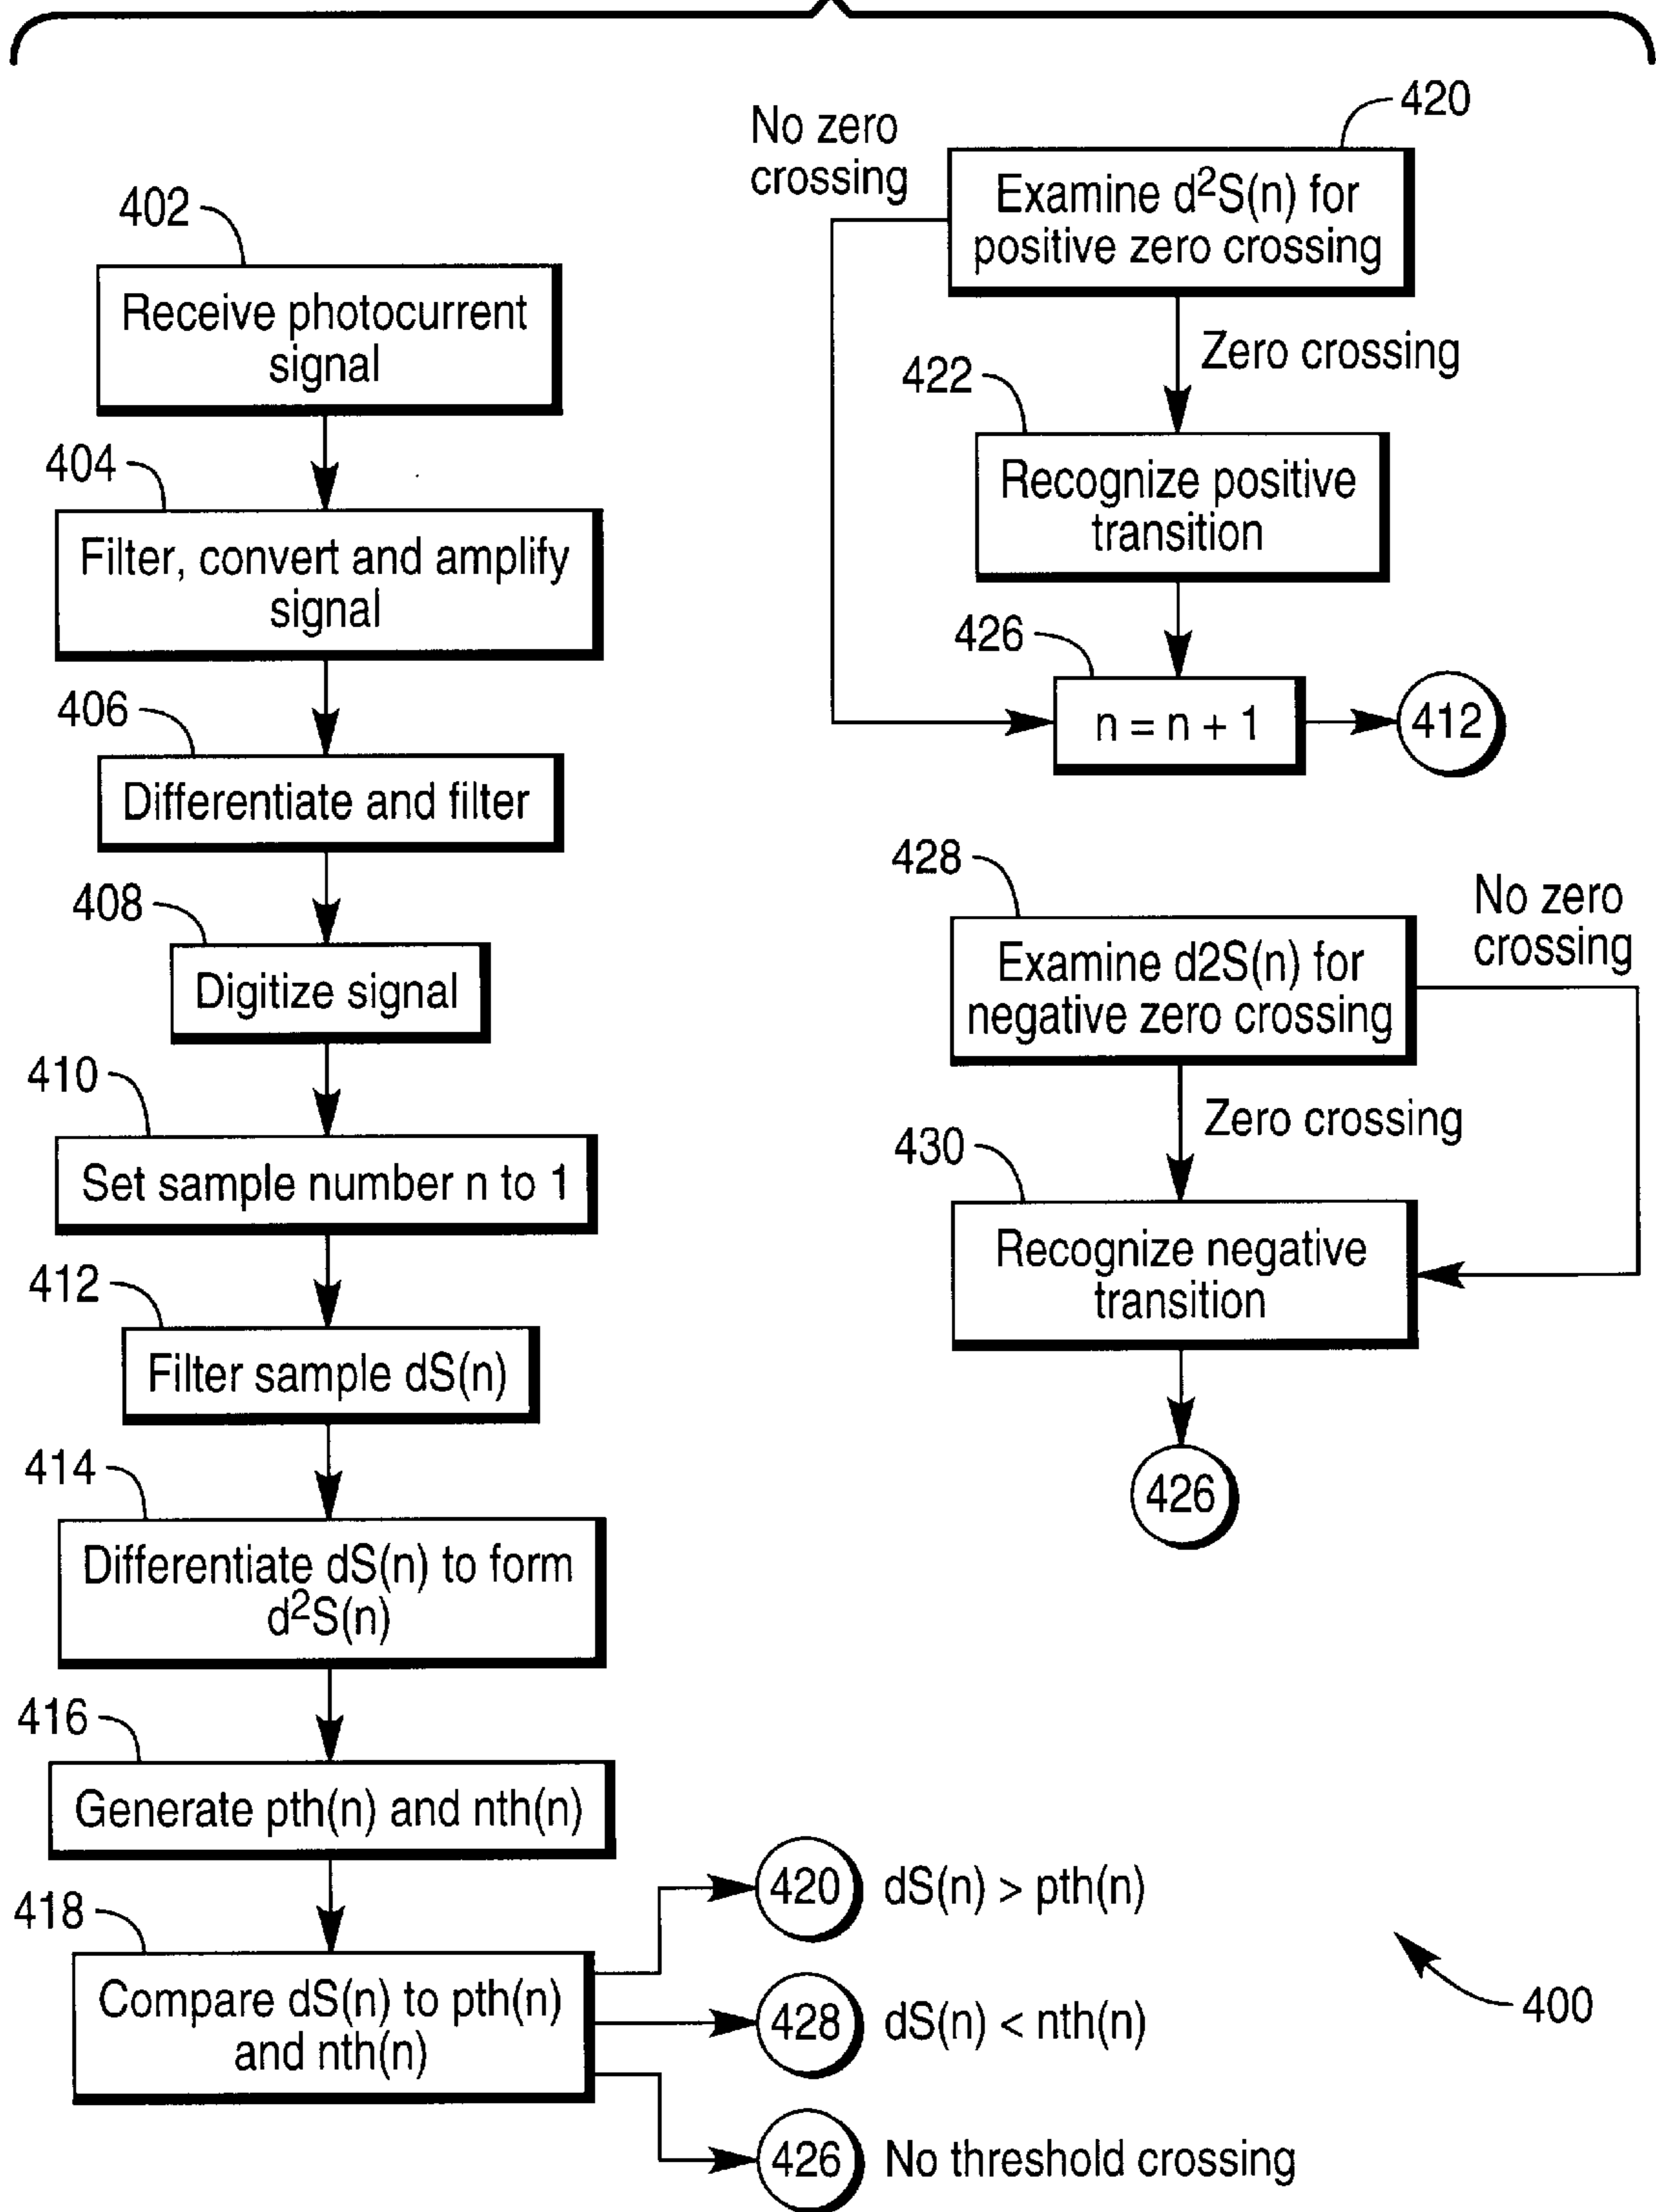 402
Receive photocurrent
signal
404
Filter, convert and amplify
signal
406
Differentiate and filter
408
Digitize signal
410
Set sample number n to 1
412
Filter sample dS(n)
414
Differentiate dS(n) to form
d²S(n)
416
Generate pth(n) and nth(n)
418
Compare dS(n) to pth(n)
and nth(n)
420 dS(n) > pth(n)
428 dS(n) < nth(n)
426 No threshold crossing
420
No zero
crossing
Examine d²S(n) for
positive zero crossing
Zero crossing
422
Recognize positive
transition
426
n = n + 1
412
428
No zero
crossing
Examine d2S(n) for
negative zero crossing
Zero crossing
430
Recognize negative
transition
426
400